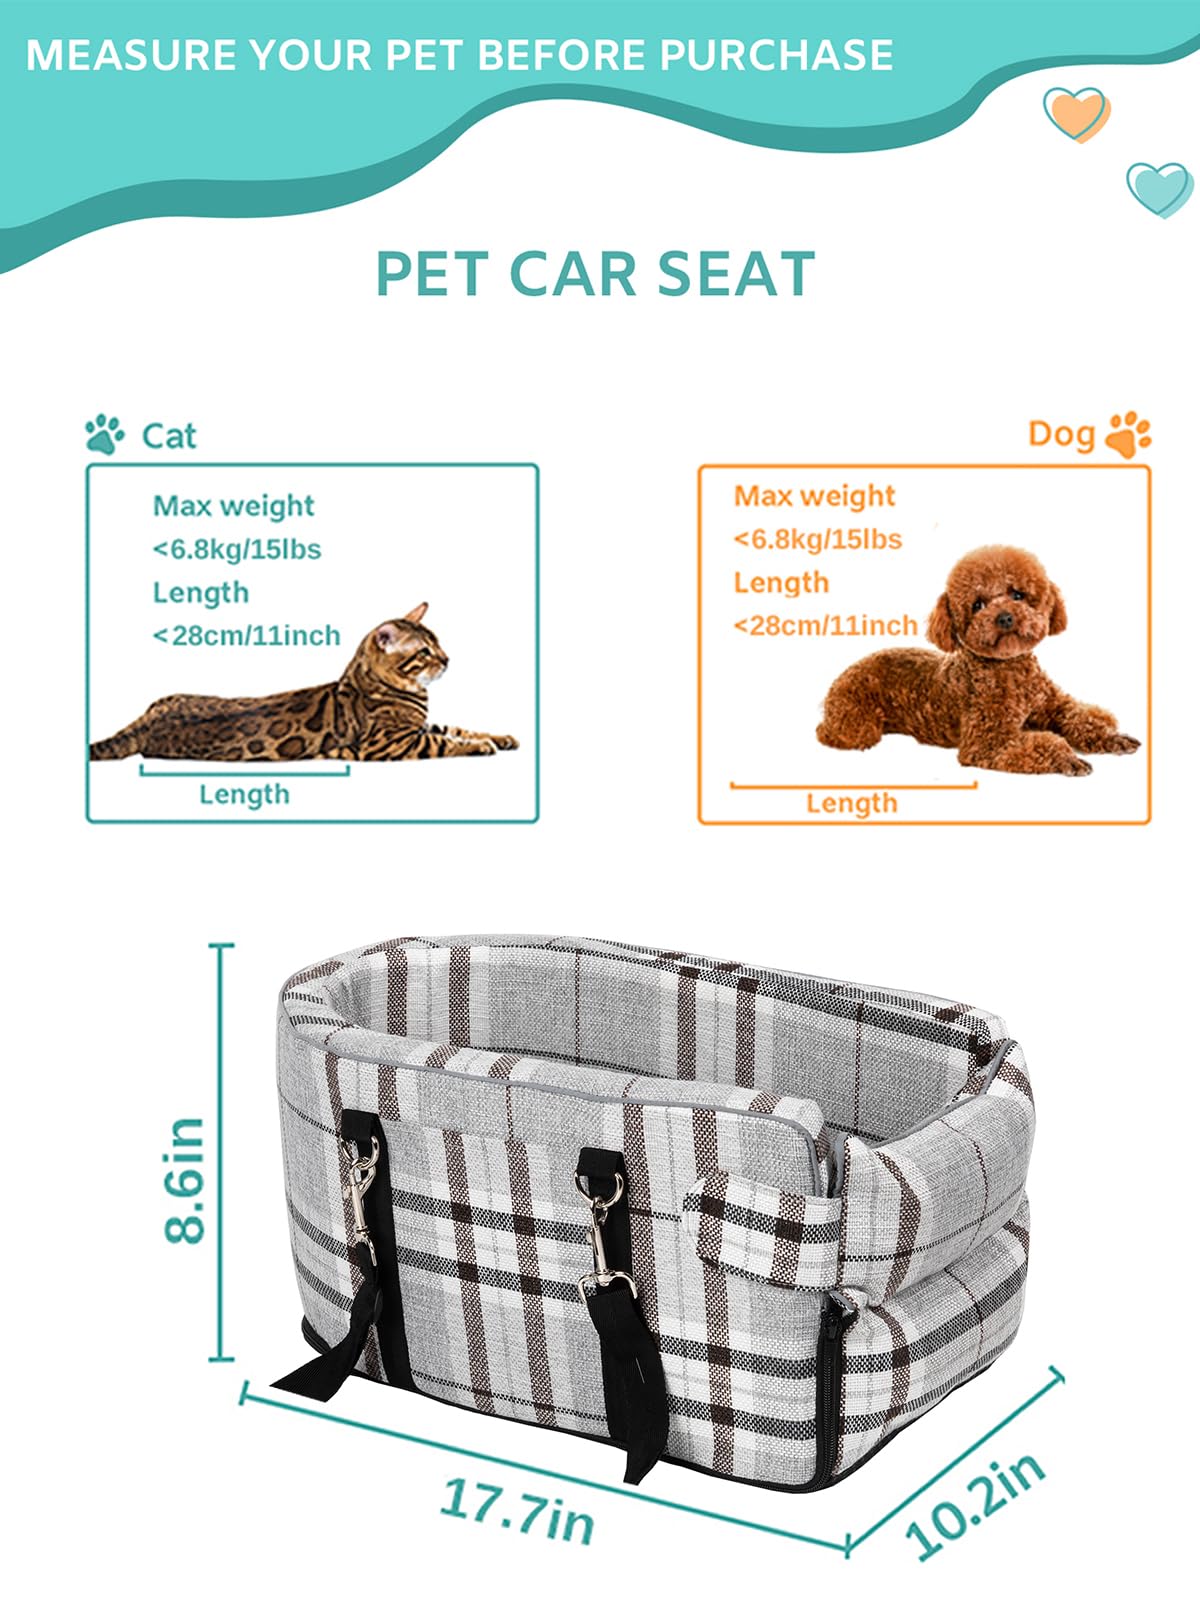 MEASURE YOUR PET BEFORE PURCHASE
PET CAR SEAT
Cat
Max weight
<6.8kg/15lbs
Length
<28cm/11inch
Length
Dog
Max weight
<6.8kg/15lbs
Length
<28cm/11inch
Length
8.6in
17.7in
10.2in